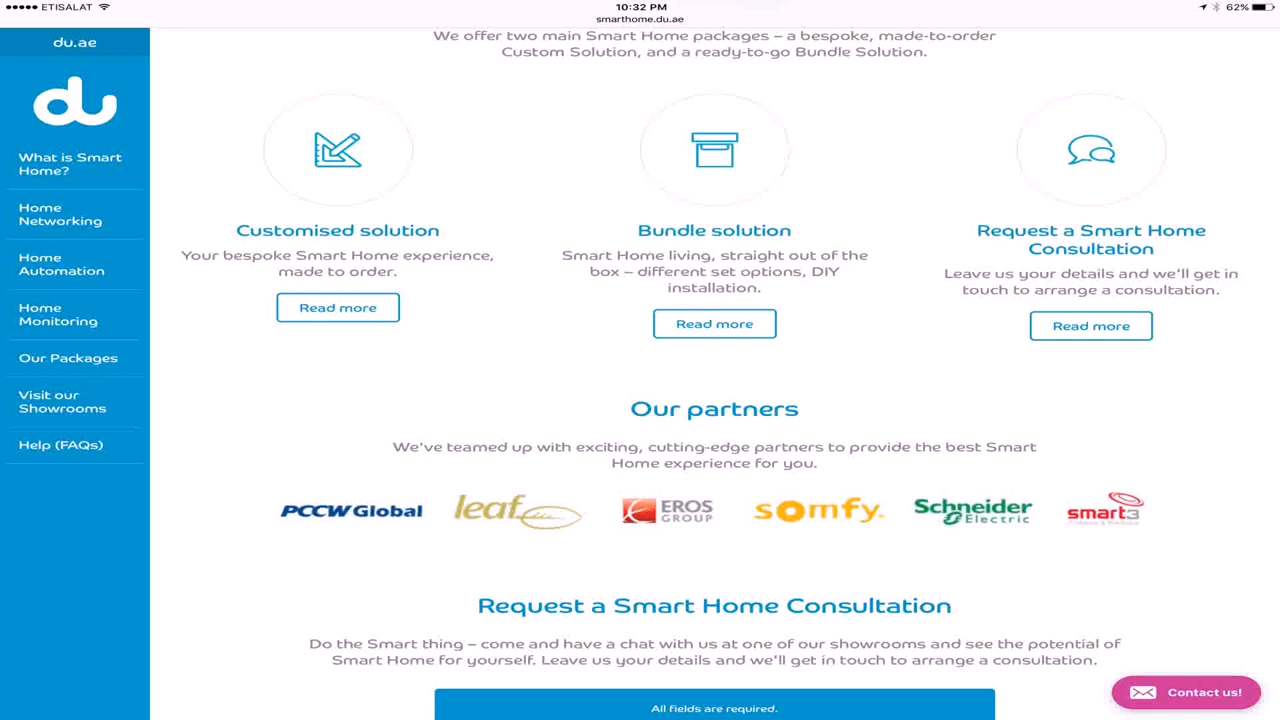 ETISALAT
10:32 PM
62%
smarthome.du.ae
du.ae
du
What is Smart
Home?
Home
Networking
Home
Automation
Home
Monitoring
Our Packages
Visit our
Showrooms
Help (FAQs)
We offer two main Smart Home packages – a bespoke, made-to-order
Custom Solution, and a ready-to-go Bundle Solution.
Customised solution
Your bespoke Smart Home experience,
made to order.
Read more
Bundle solution
Smart Home living, straight out of the
box – different set options, DIY
installation.
Read more
Request a Smart Home
Consultation
Leave us your details and we'll get in
touch to arrange a consultation.
Read more
Our partners
We've teamed up with exciting, cutting-edge partners to provide the best Smart
Home experience for you.
PCCW Global
leaf
EROS
GROUP
somfy.
Schneider
Electric
smart3
Request a Smart Home Consultation
Do the Smart thing – come and have a chat with us at one of our showrooms and see the potential of
Smart Home for yourself. Leave us your details and we'll get in touch to arrange a consultation.
All fields are required.
Contact us!